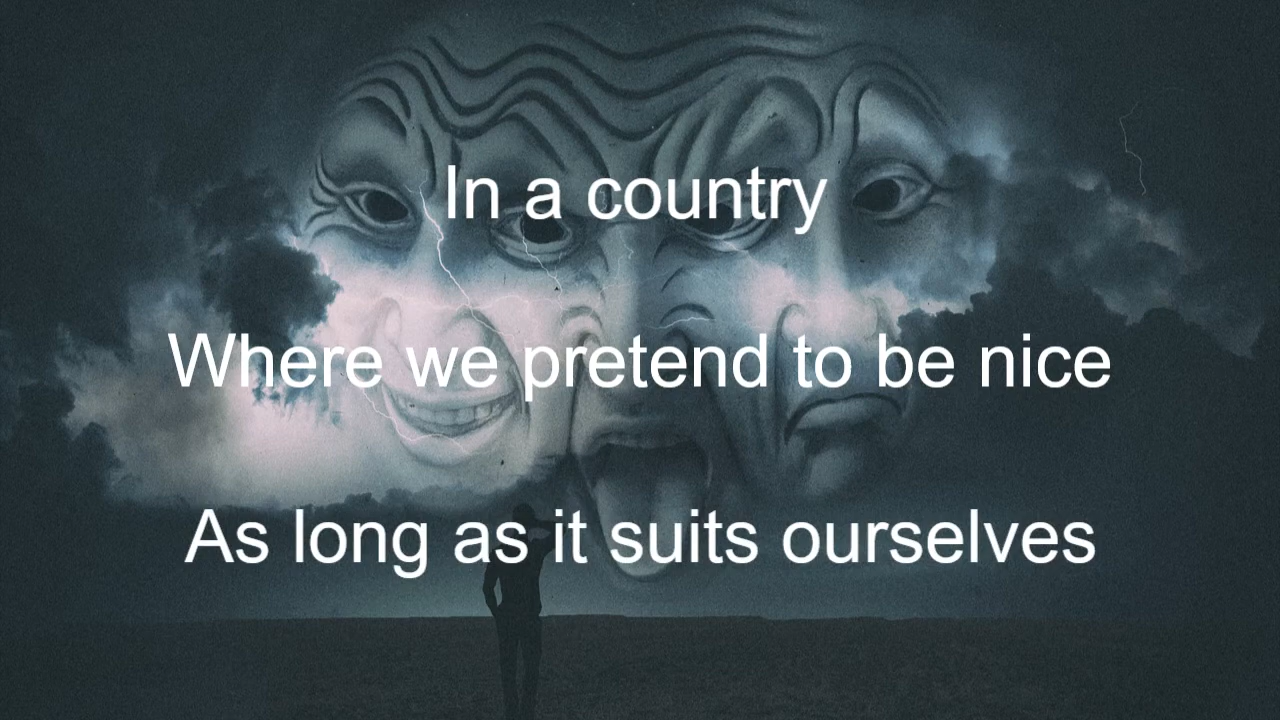 In a country
Where we pretend to be nice
As long as it suits ourselves